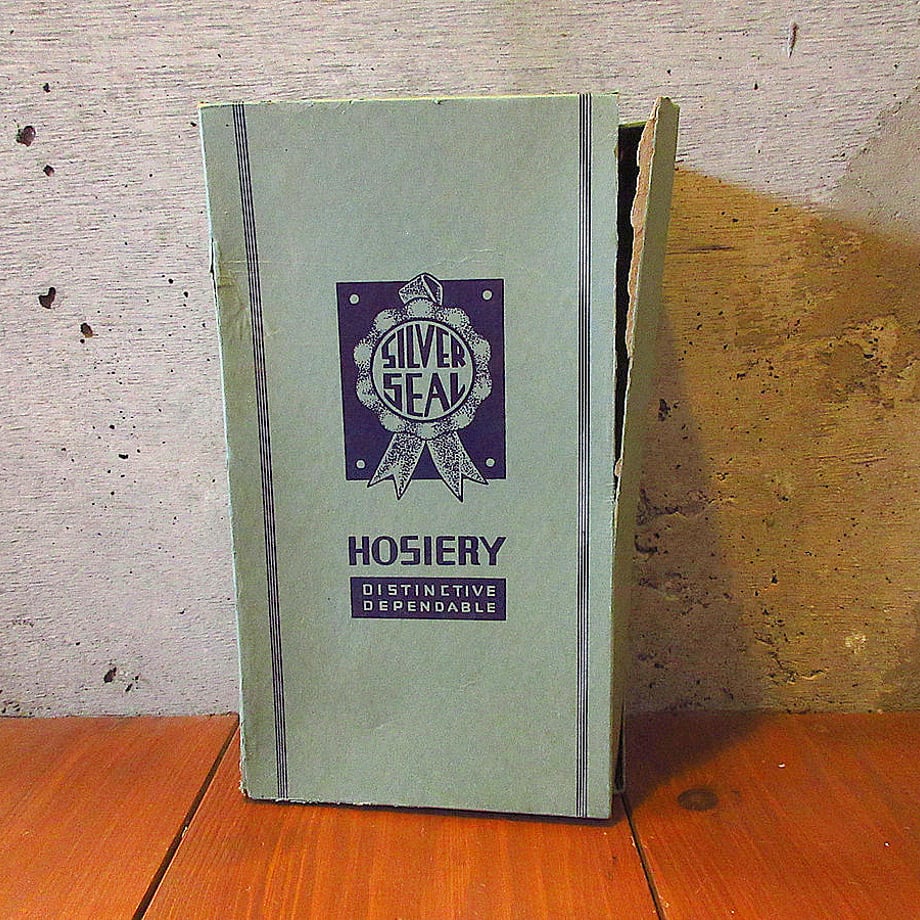 SILVER
SEAL
HOSIERY
DISTINCTIVE
DEPENDABLE